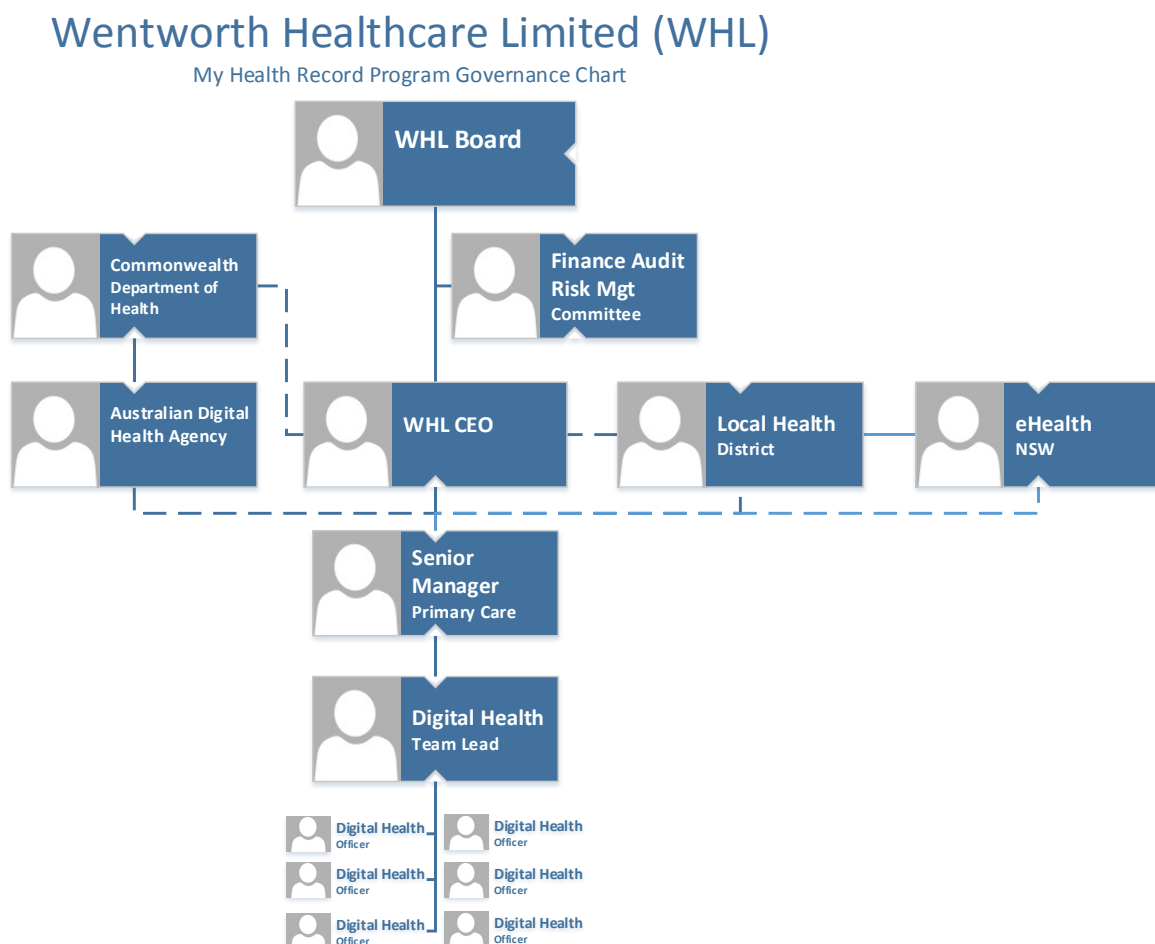 Wentworth Healthcare Limited (WHL)
My Health Record Program Governance Chart
WHL Board
Commonwealth
Department of
Health
Finance Audit
Risk Mgt
Committee
Australian Digital
Health Agency
WHL CEO
Local Health
District
eHealth
NSW
Senior
Manager
Primary Care
Digital Health
Team Lead
Digital Health
Officer
Digital Health
Officer
Digital Health
Officer
Digital Health
Officer
Digital Health
Officer
Digital Health
Officer